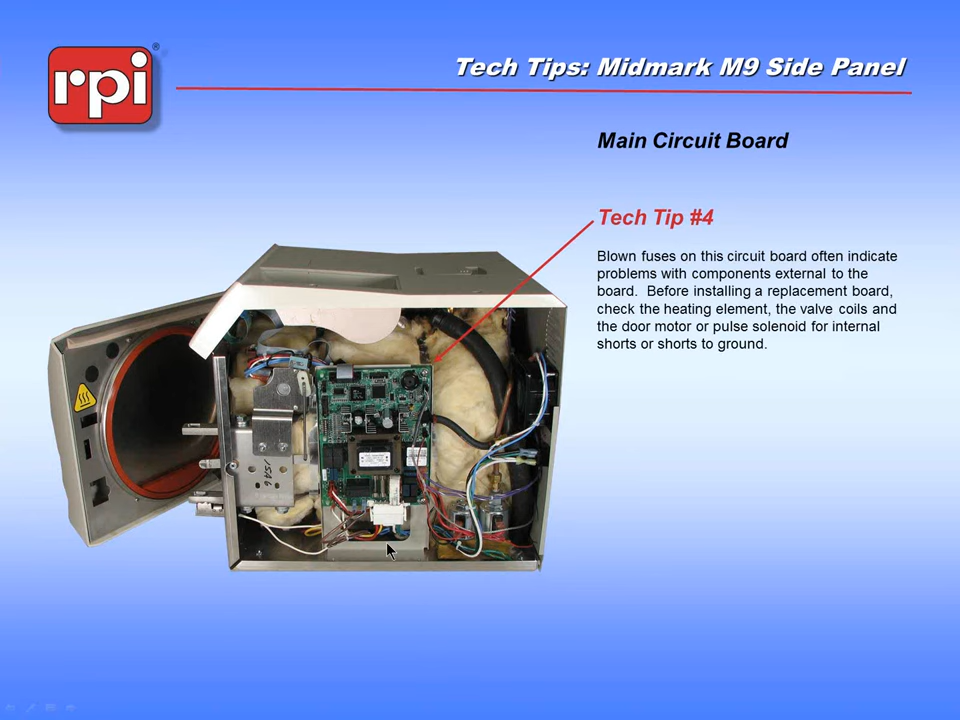 rpi®
Tech Tips: Midmark M9 Side Panel
Main Circuit Board
Tech Tip #4
Blown fuses on this circuit board often indicate
problems with components external to the
board. Before installing a replacement board,
check the heating element, the valve coils and
the door motor or pulse solenoid for internal
shorts or shorts to ground.